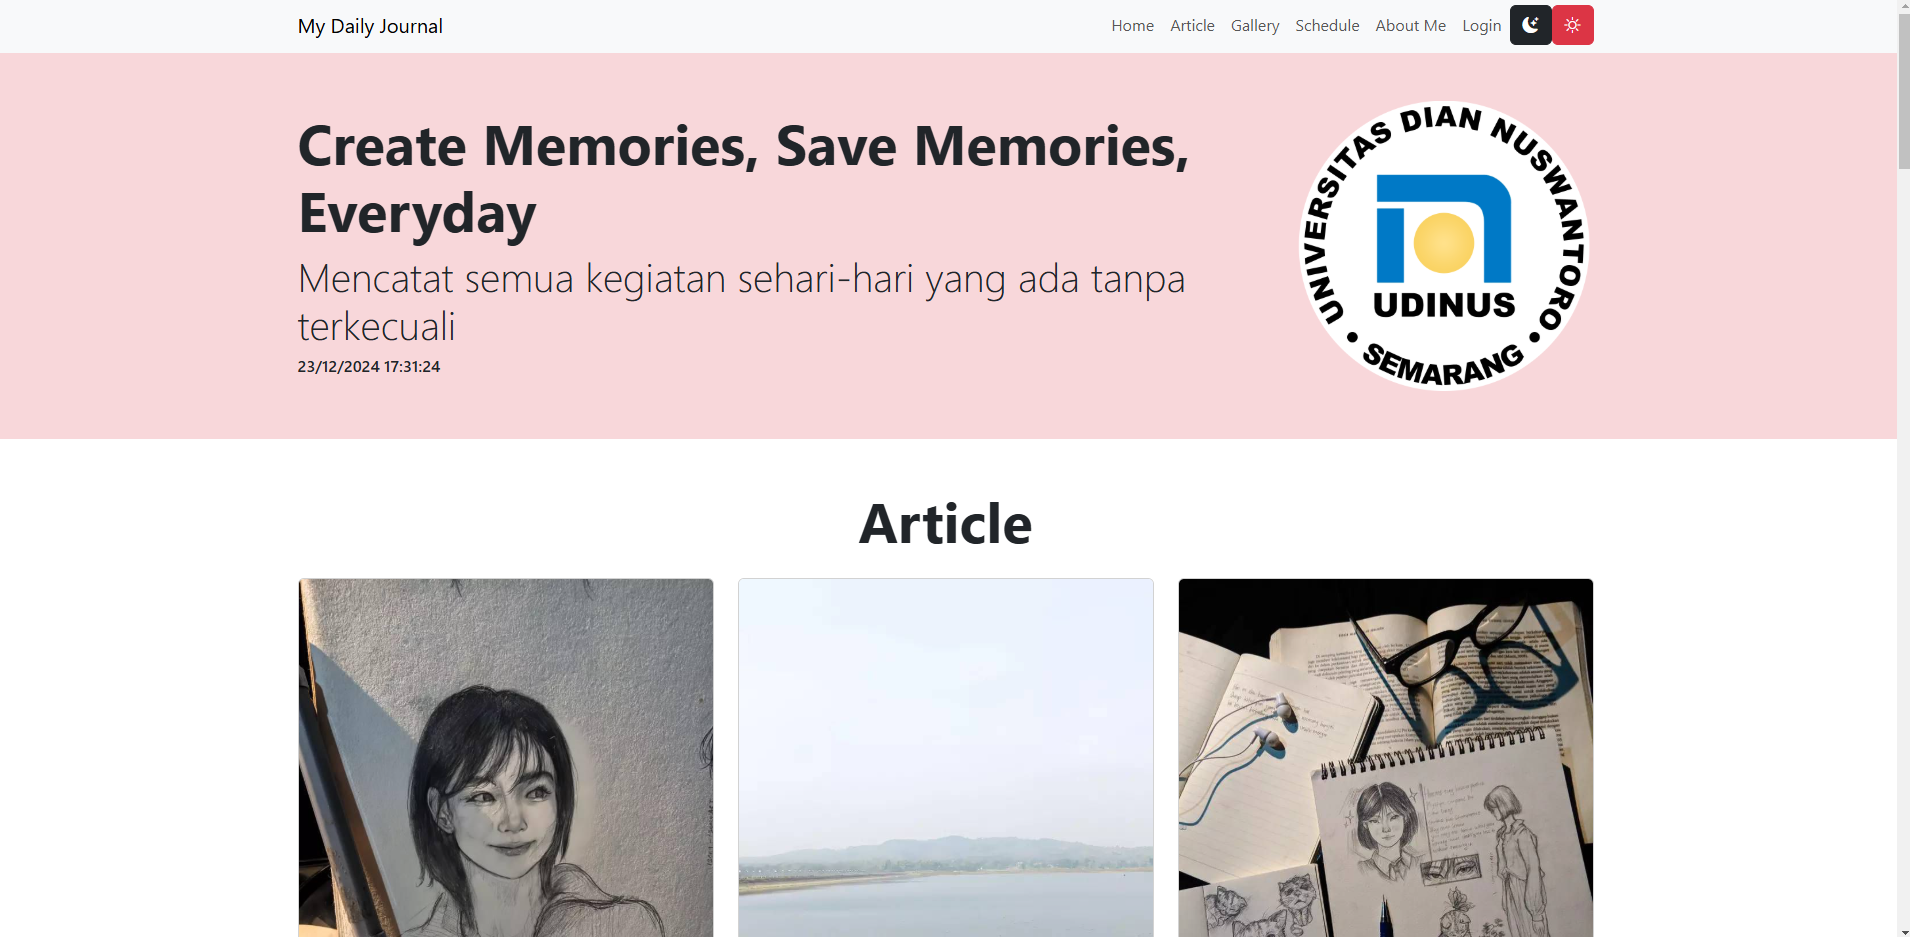 My Daily Journal
Home Article Gallery Schedule About Me Login
Create Memories, Save Memories,
Everyday
Mencatat semua kegiatan sehari-hari yang ada tanpa
terkecuali
23/12/2024 17:31:24
UNIVERSITAS DIAN NUSWANTORO
UDINUS
• SEMARANG •
Article